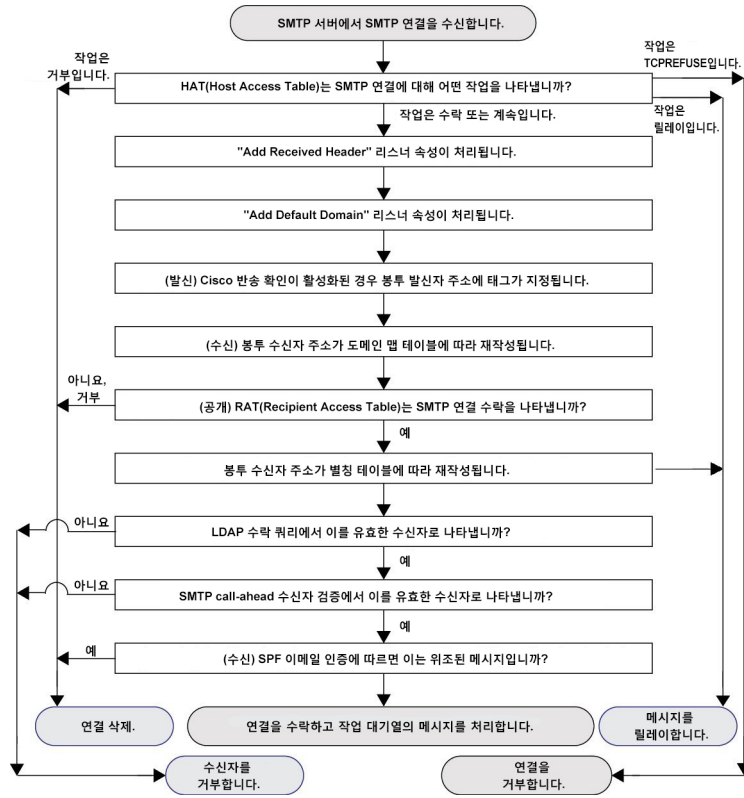 SMTP 서버에서 SMTP 연결을 수신합니다.
작업은
거부입니다.
작업은
TCPREFUSE입니다.
HAT(Host Access Table)는 SMTP 연결에 대해 어떤 작업을 나타냅니까?
작업은 수락 또는 계속입니다.
작업은
릴레이입니다.
"Add Received Header" 리스너 속성이 처리됩니다.
"Add Default Domain" 리스너 속성이 처리됩니다.
(발신) Cisco 반송 확인이 활성화된 경우 봉투 발신자 주소에 태그가 지정됩니다.
(수신) 봉투 수신자 주소가 도메인 맵 테이블에 따라 재작성됩니다.
아니요,
거부
(공개) RAT(Recipient Access Table)는 SMTP 연결 수락을 나타냅니까?
예
봉투 수신자 주소가 별칭 테이블에 따라 재작성됩니다.
아니요
LDAP 수락 쿼리에서 이를 유효한 수신자로 나타냅니까?
예
아니요
SMTP call-ahead 수신자 검증에서 이를 유효한 수신자로 나타냅니까?
예
예
(수신) SPF 이메일 인증에 따르면 이는 위조된 메시지입니까?
연결 삭제.
연결을 수락하고 작업 대기열의 메시지를 처리합니다.
메시지를
릴레이합니다.
수신자를
거부합니다.
연결을
거부합니다.